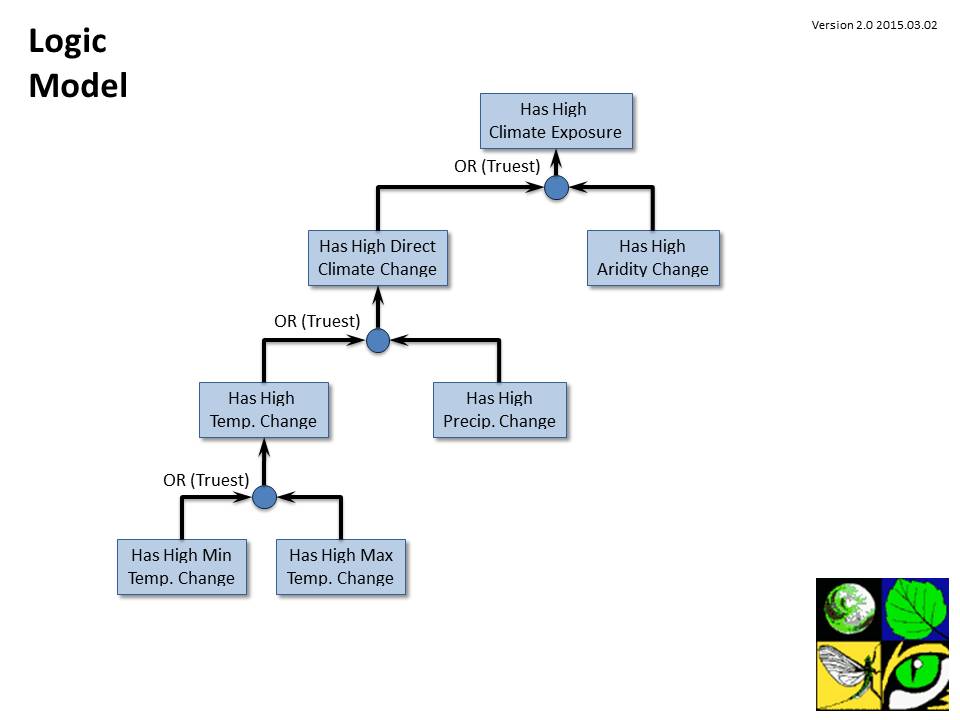 Logic
Model
Version 2.0 2015.03.02
Has High
Climate Exposure
OR (Truest)
Has High Direct
Climate Change
Has High
Aridity Change
OR (Truest)
Has High
Temp. Change
Has High
Precip. Change
OR (Truest)
Has High Min
Temp. Change
Has High Max
Temp. Change